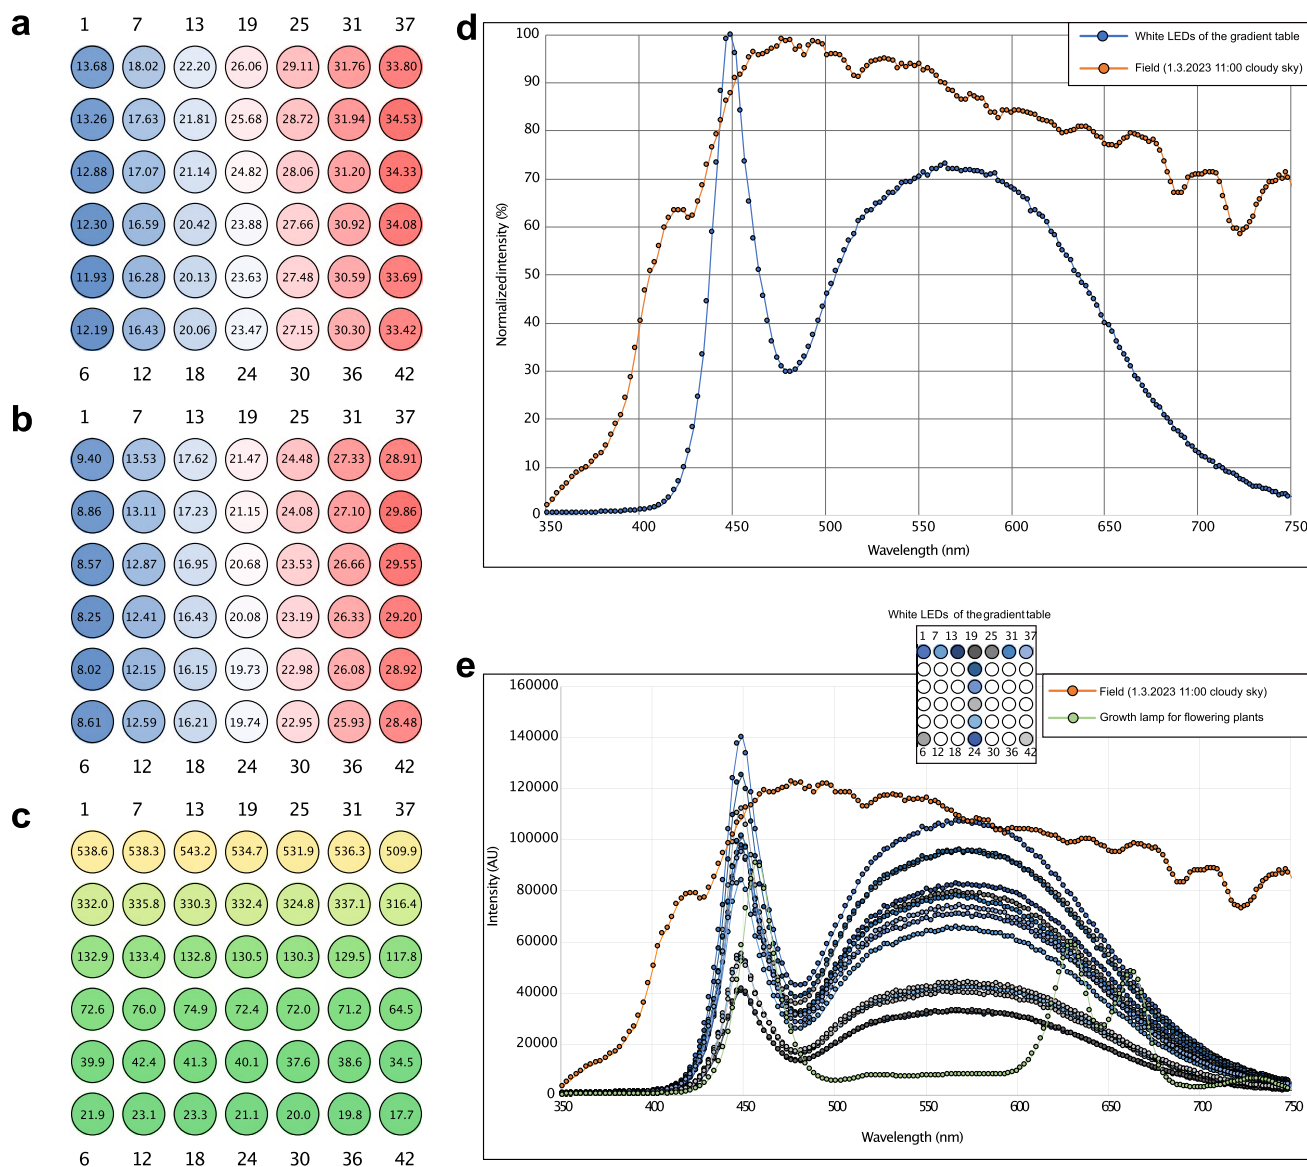 a
1 7 13 19 25 31 37
13.68 18.02 22.20 26.06 29.11 31.76 33.80
13.26 17.63 21.81 25.68 28.72 31.94 34.53
12.88 17.07 21.14 24.82 28.06 31.20 34.33
12.30 16.59 20.42 23.88 27.66 30.92 34.08
11.93 16.28 20.13 23.63 27.48 30.59 33.69
12.19 16.43 20.06 23.47 27.15 30.30 33.42
6 12 18 24 30 36 42
b
1 7 13 19 25 31 37
9.40 13.53 17.62 21.47 24.48 27.33 28.91
8.86 13.11 17.23 21.15 24.08 27.10 29.86
8.57 12.87 16.95 20.68 23.53 26.66 29.55
8.25 12.41 16.43 20.08 23.19 26.33 29.20
8.02 12.15 16.15 19.73 22.98 26.08 28.92
8.61 12.59 16.21 19.74 22.95 25.93 28.48
6 12 18 24 30 36 42
c
1 7 13 19 25 31 37
538.6 538.3 543.2 534.7 531.9 536.3 509.9
332.0 335.8 330.3 332.4 324.8 337.1 316.4
132.9 133.4 132.8 130.5 130.3 129.5 117.8
72.6 76.0 74.9 72.4 72.0 71.2 64.5
39.9 42.4 41.3 40.1 37.6 38.6 34.5
21.9 23.1 23.3 21.1 20.0 19.8 17.7
6 12 18 24 30 36 42
d
White LEDs of the gradient table
Field (1.3.2023 11:00 cloudy sky)
Normalizedintensity (%)
100
90
80
70
60
50
40
30
20
10
0
350 400 450 500 550 600 650 700 750
Wavelength (nm)
e
White LEDs of the gradient table
1 7 13 19 25 31 37
6 12 18 24 30 36 42
Field (1.3.2023 11:00 cloudy sky)
Growth lamp for flowering plants
Intensity (AU)
160000
140000
120000
100000
80000
60000
40000
20000
0
350 400 450 500 550 600 650 700 750
Wavelength (nm)